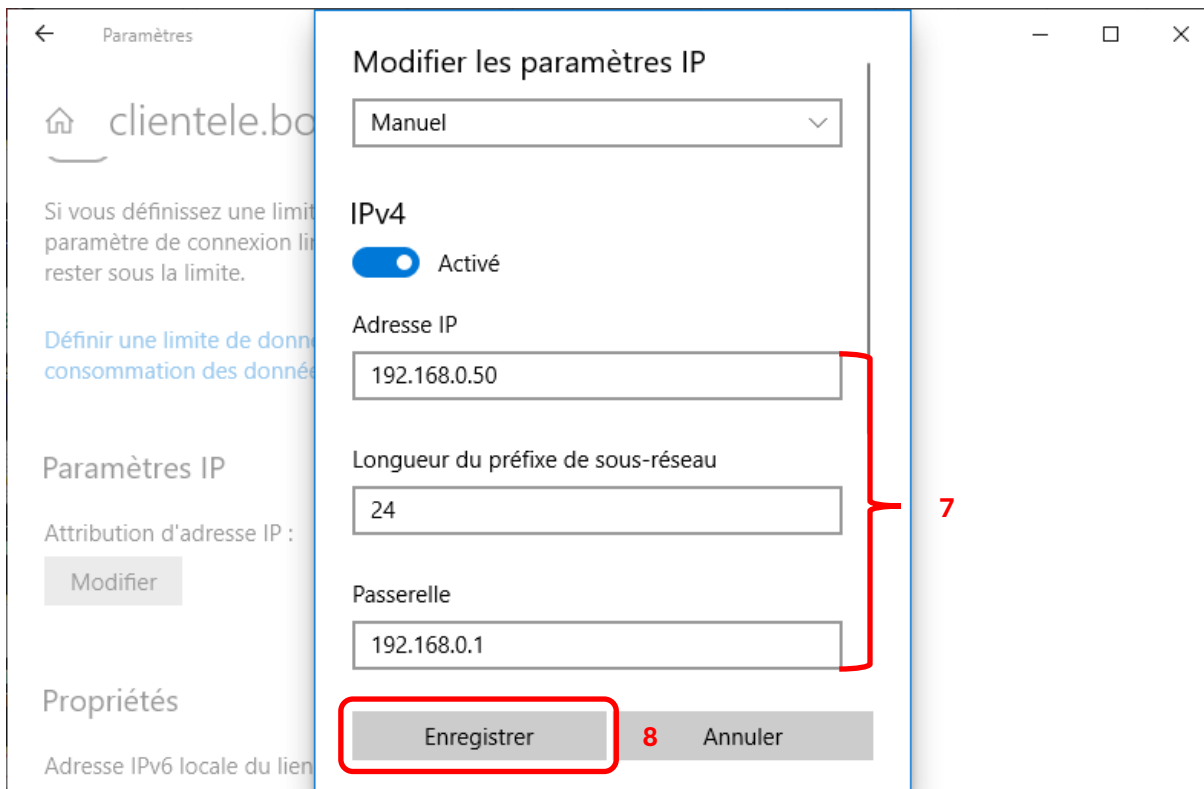 Paramètres
clientele.bo
Si vous définissez une limit
paramètre de connexion lin
rester sous la limite.
Définir une limite de donn
consommation des donnée
Paramètres IP
Attribution d'adresse IP :
Modifier
Propriétés
Adresse IPv6 locale du lien
Modifier les paramètres IP
Manuel
IPv4
Activé
Adresse IP
192.168.0.50
Longueur du préfixe de sous-réseau
24
7
Passerelle
192.168.0.1
Enregistrer
8
Annuler